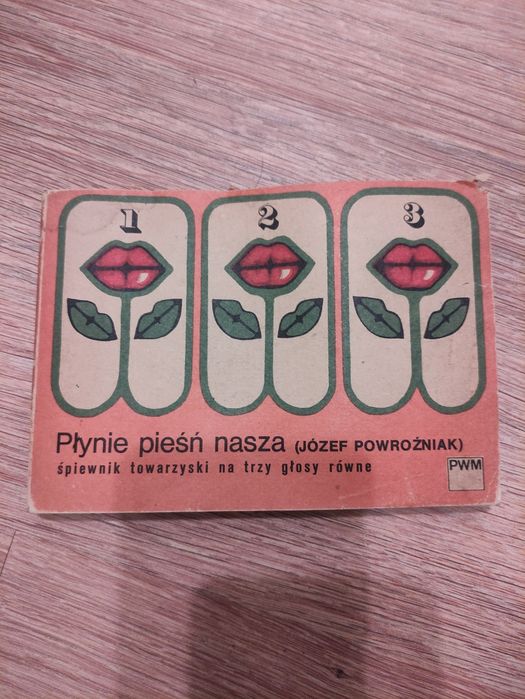 1 2 3
Płynie pieśń nasza (JÓZEF POWROŹNIAK)
śpiewnik towarzyski na trzy głosy równe
PWM